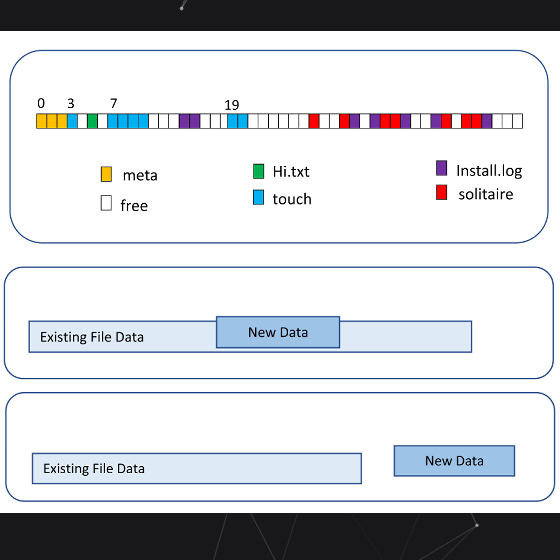 0 3 7 19
meta Hi.txt Install.log
free touch solitaire
Existing File Data New Data
Existing File Data New Data